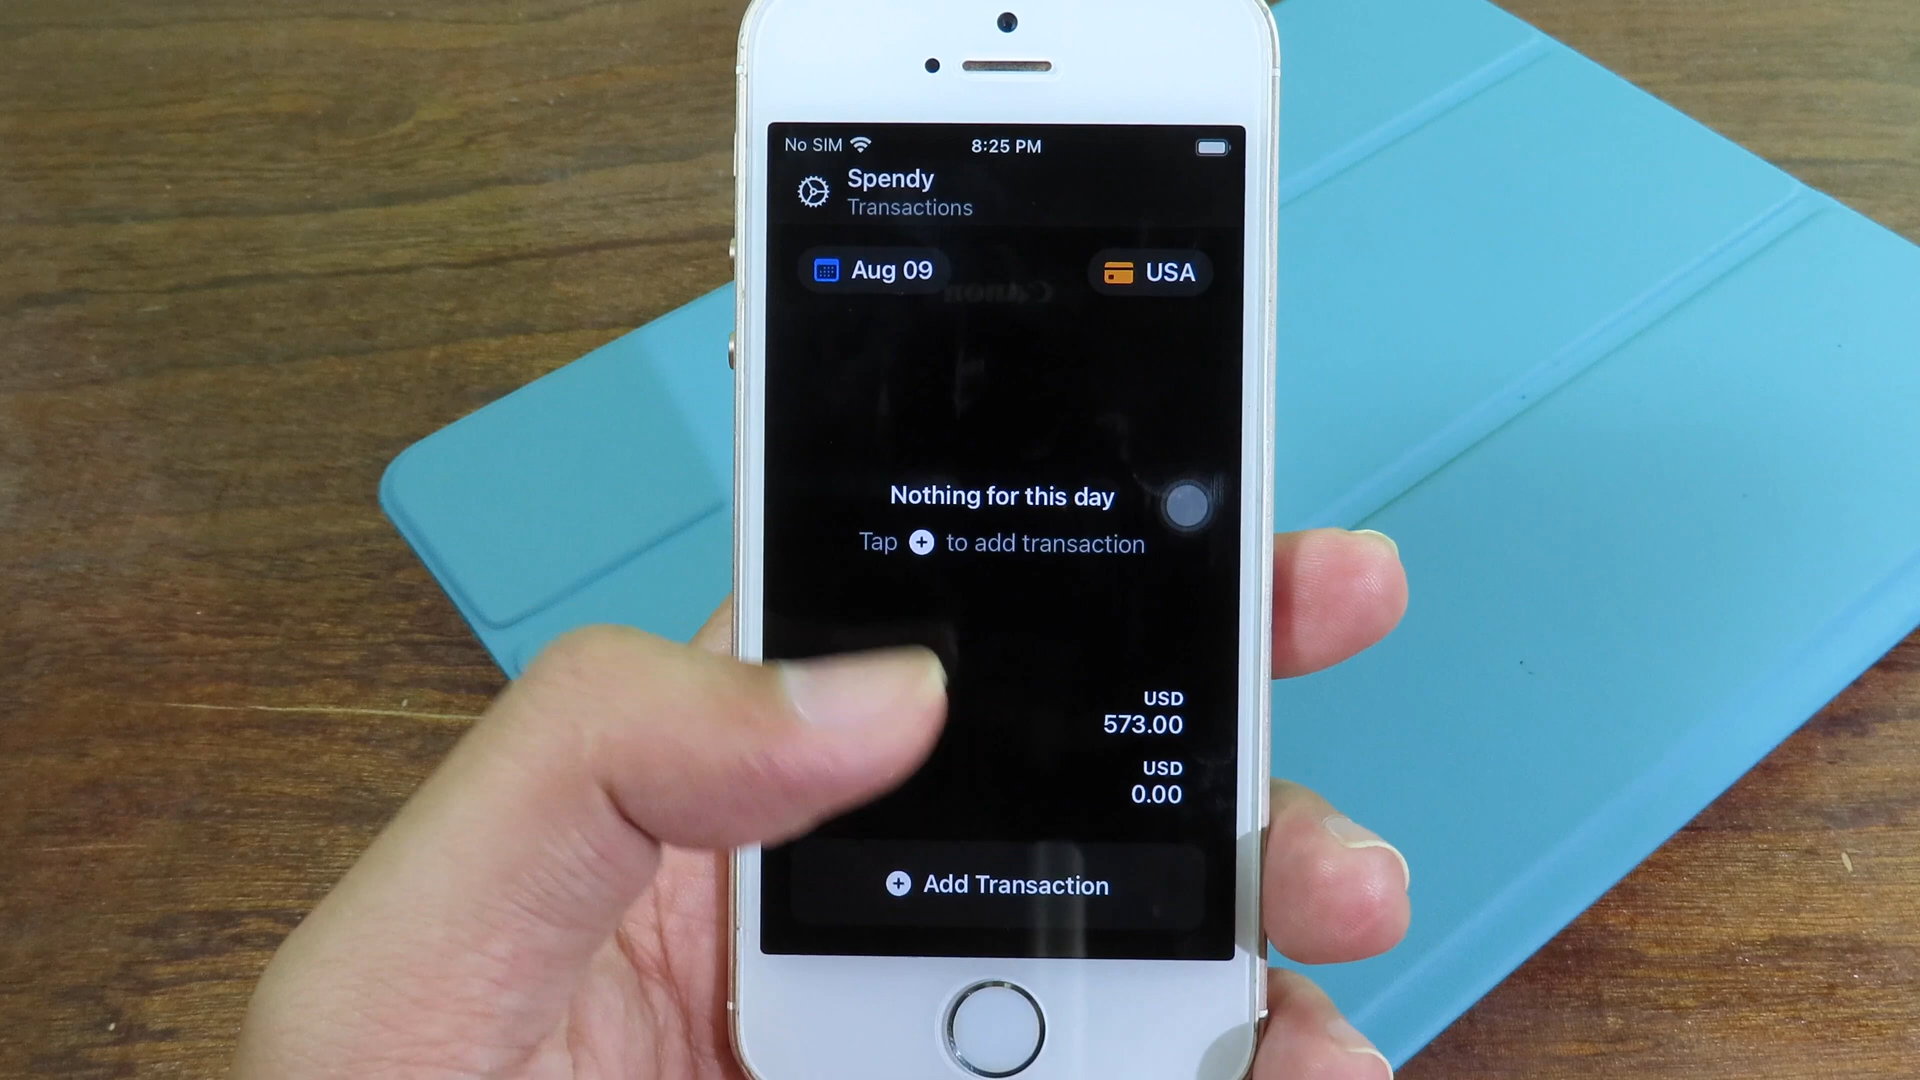 No SIM 8:25 PM
Spendy
Transactions
Aug 09 USA
Nothing for this day
Tap + to add transaction
USD
573.00
USD
0.00
+ Add Transaction